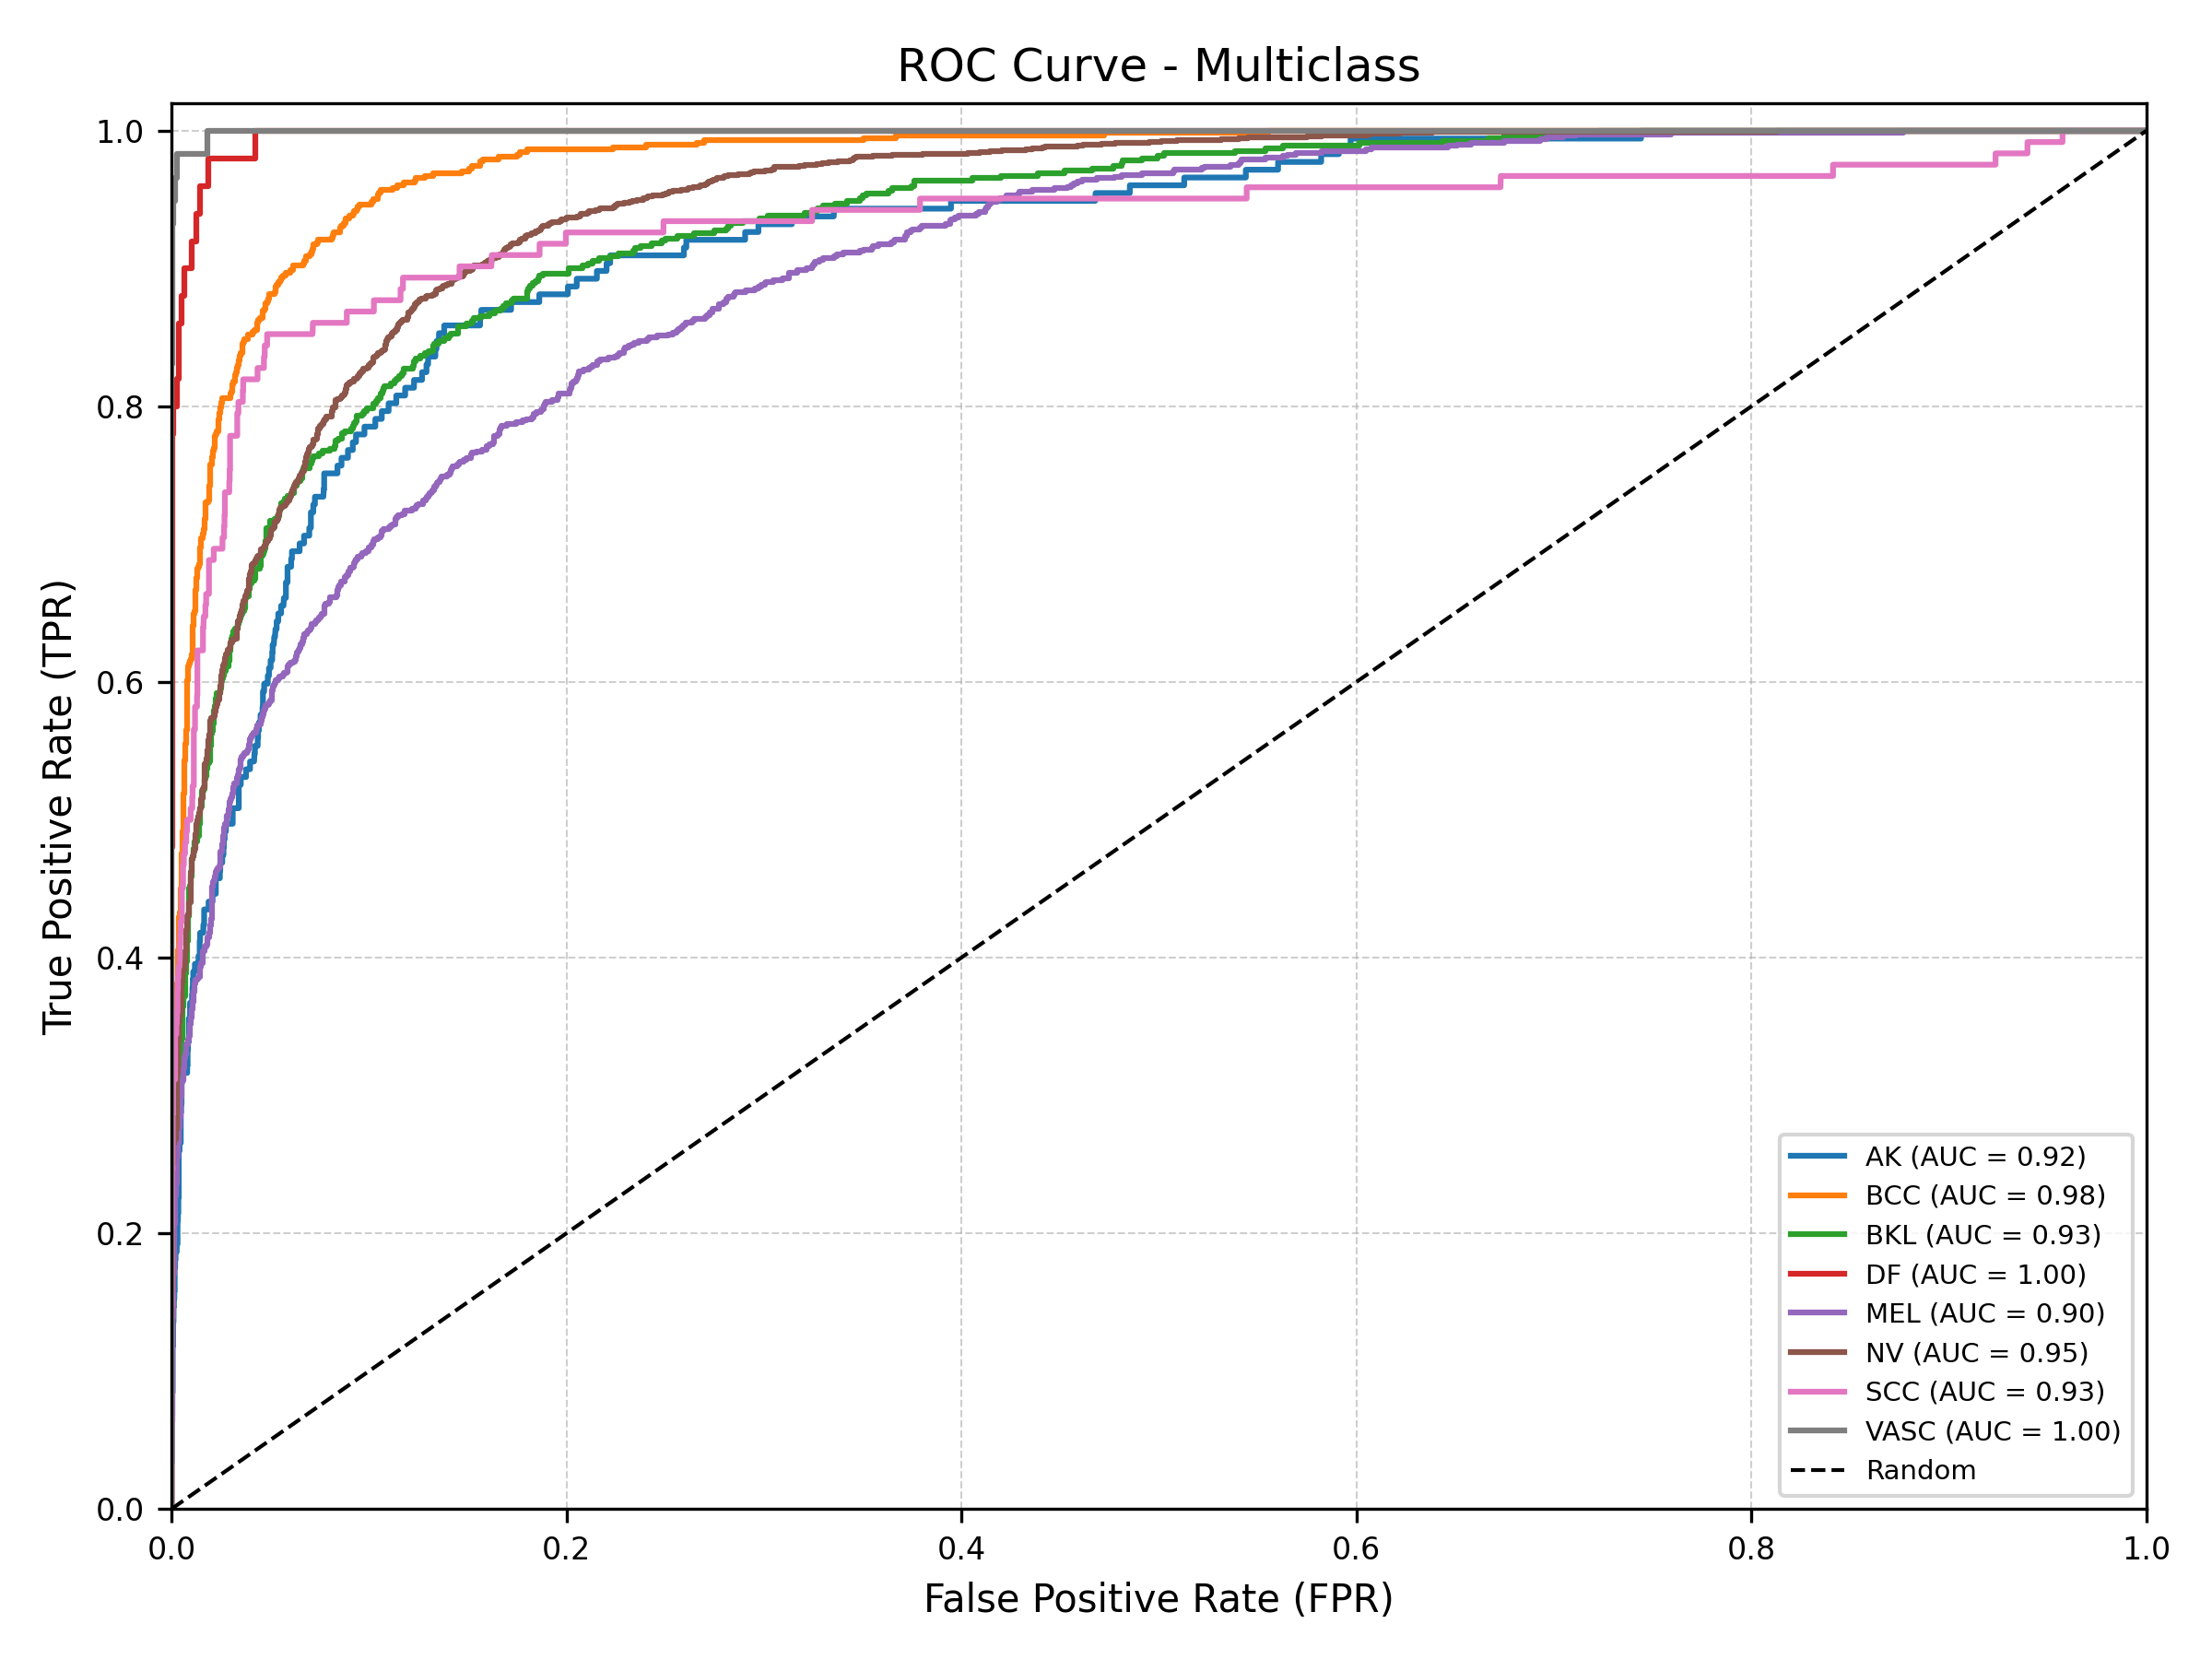 ROC Curve - Multiclass
True Positive Rate (TPR)
1.0
0.8
0.6
0.4
0.2
0.0
0.0 0.2 0.4 0.6 0.8 1.0
False Positive Rate (FPR)
AK (AUC = 0.92)
BCC (AUC = 0.98)
BKL (AUC = 0.93)
DF (AUC = 1.00)
MEL (AUC = 0.90)
NV (AUC = 0.95)
SCC (AUC = 0.93)
VASC (AUC = 1.00)
Random